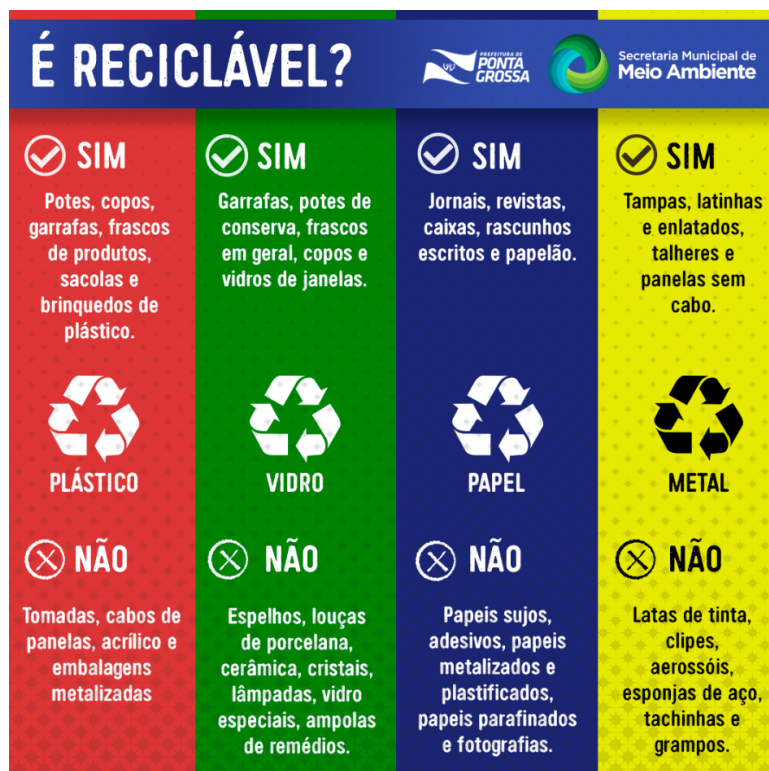 É RECICLÁVEL?
PREFEITURA DE
PONTA
GROSSA
Secretaria Municipal de
Meio Ambiente
SIM
Potes, copos,
garrafas, frascos
de produtos,
sacolas e
brinquedos de
plástico.
PLÁSTICO
NÃO
Tomadas, cabos de
panelas, acrílico e
embalagens
metalizadas
SIM
Garrafas, potes de
conserva, frascos
em geral, copos e
vidros de janelas.
VIDRO
NÃO
Espelhos, louças
de porcelana,
cerâmica, cristais,
lâmpadas, vidro
especiais, ampolas
de remédios.
SIM
Jornais, revistas,
caixas, rascunhos
escritos e papelão.
PAPEL
NÃO
Papeis sujos,
adesivos, papeis
metalizados e
plastificados,
papeis parafinados
e fotografias.
SIM
Tampas, latinhas
e enlatados,
talheres e
panelas sem
cabo.
METAL
NÃO
Latas de tinta,
clipes,
aerossóis,
esponjas de aço,
tachinhas e
grampos.